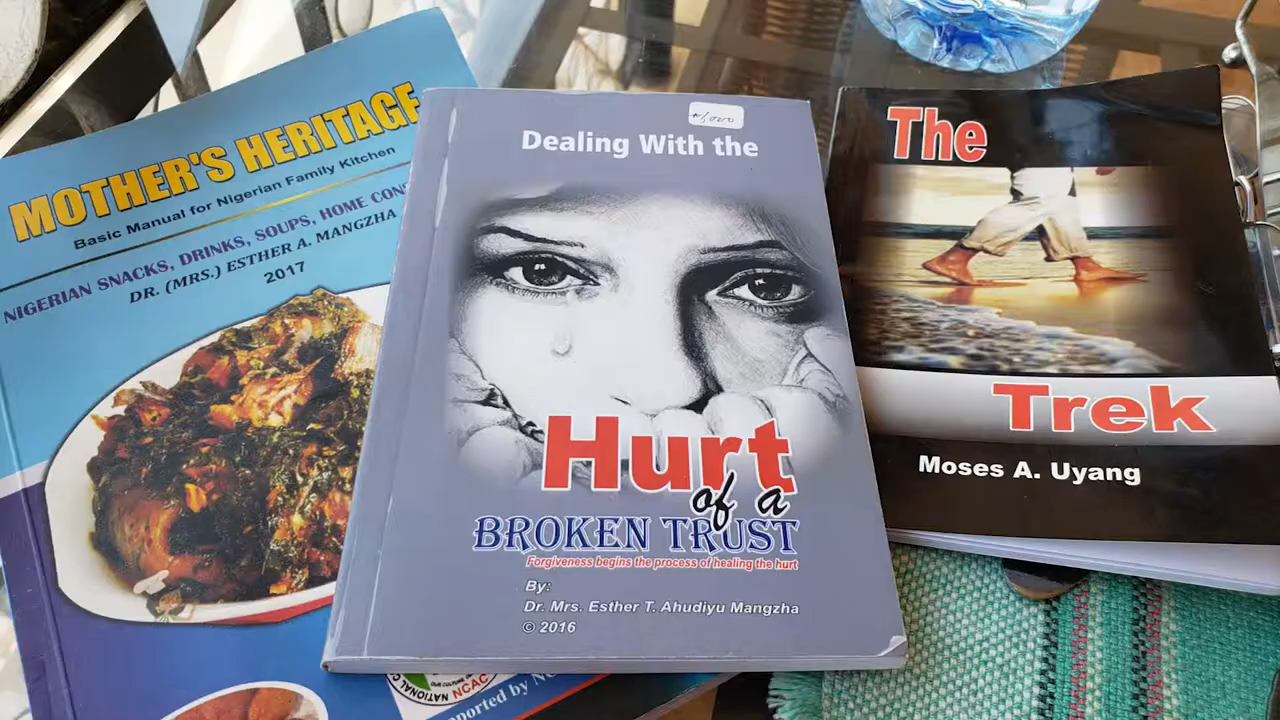 MOTHER'S HERITAGE
Basic Manual for Nigerian Family Kitchen
NIGERIAN SNACKS, DRINKS, SOUPS, HOME
DR. (MRS.) ESTHER A. MANGZHA
2017
NATIONAL
NCAC
Dealing With the
Hurt
of a
BROKEN TRUST
Forgiveness begins the process of healing the hurt
By:
Dr. Mrs. Esther T. Ahudiyu Mangzha
© 2016
The
Trek
Moses A. Uyang